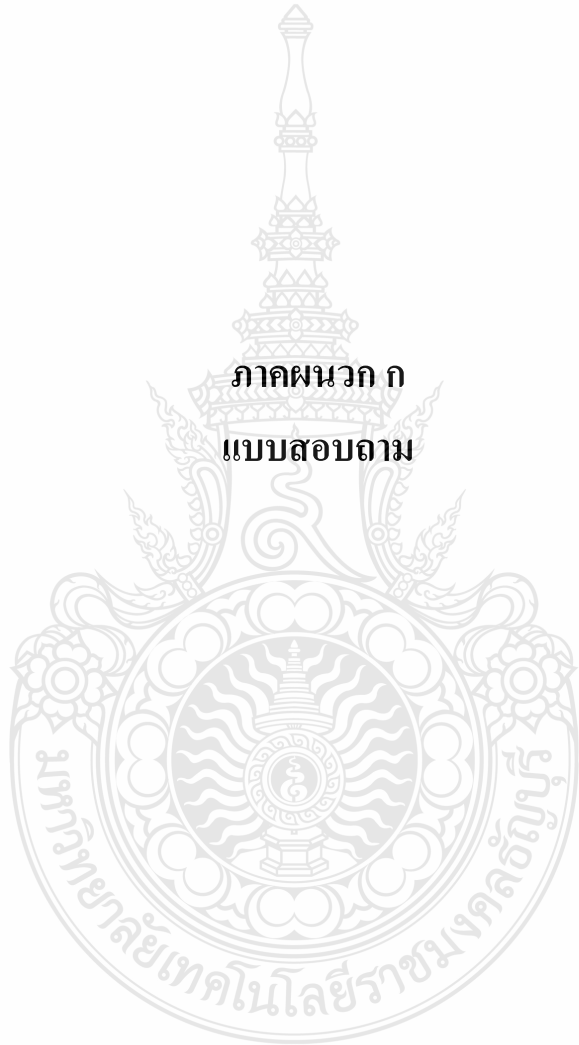 ภาคผนวก ก
แบบสอบถาม
มหาวิทยาลัยเทคโนโลยีราชมงคลธัญบุรี